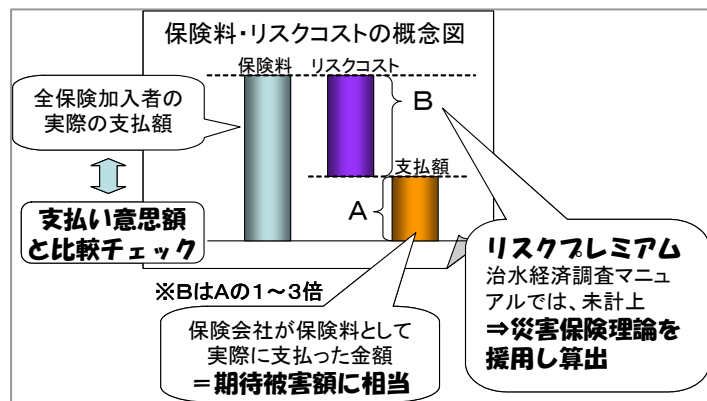 保険料・リスクコストの概念図
保険料
リスクコスト
B
全保険加入者の
実際の支払額
支払額
A
支払い意思額
と比較チェック
リスクプレミアム
治水経済調査マニュ
アルでは、未計上
⇒災害保険理論を
援用し算出
※BはAの1～3倍
保険会社が保険料として
実際に支払った金額
＝期待被害額に相当